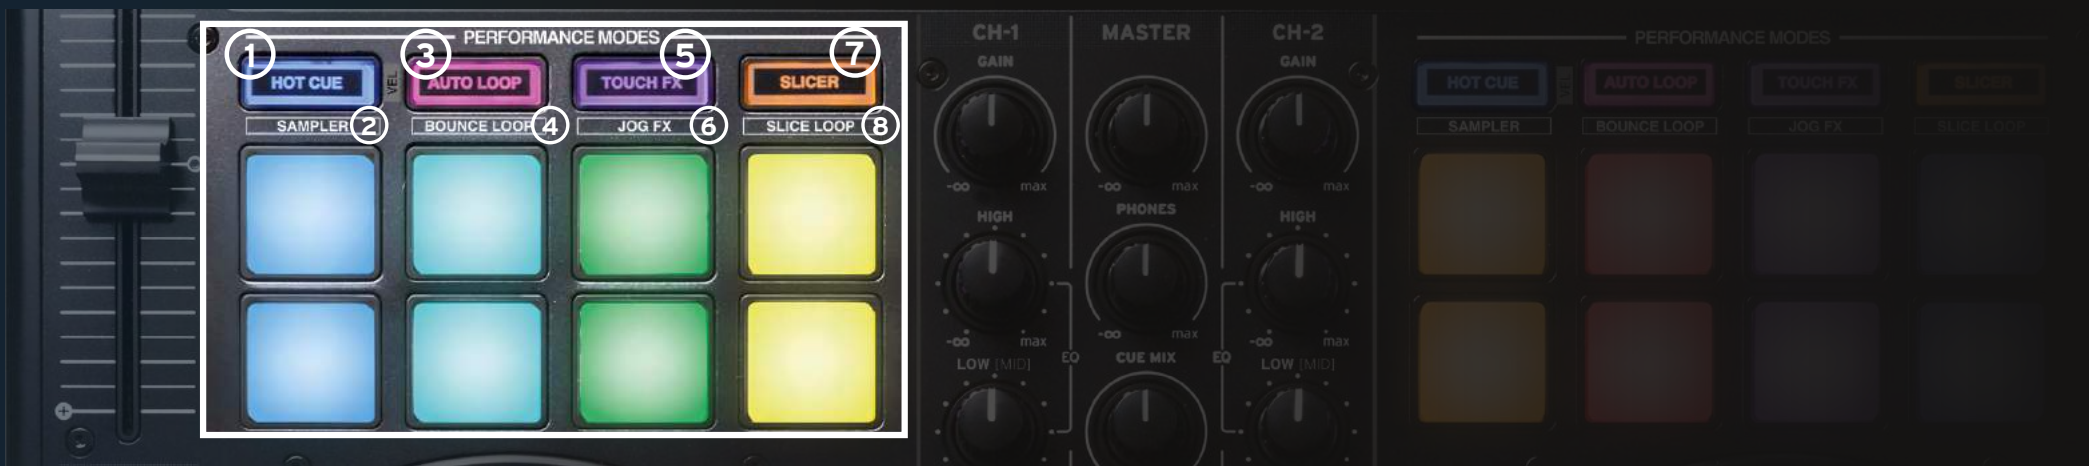 PERFORMANCE MODES
1 3 5 7
HOT CUE VEL AUTO LOOP TOUCH FX SLICER
SAMPLER 2 BOUNCE LOOP 4 JOG FX 6 SLICE LOOP 8
CH-1 MASTER CH-2
GAIN GAIN
-∞ max -∞ max -∞ max
HIGH PHONES HIGH
-∞ max -∞ max -∞ max
LOW [MID] EQ CUE MIX EQ LOW [MID]
PERFORMANCE MODES
HOT CUE VEL AUTO LOOP TOUCH FX SLICER
SAMPLER BOUNCE LOOP JOG FX SLICE LOOP